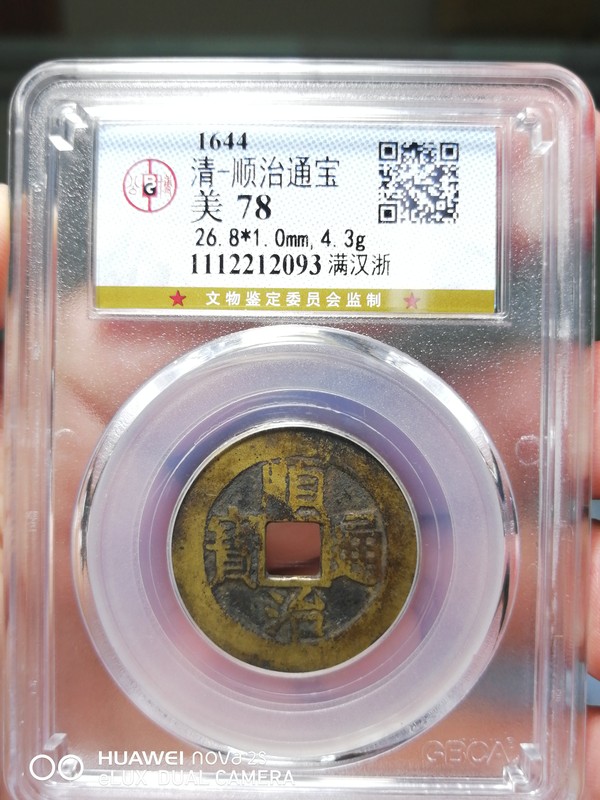 1644
清-顺治通宝
美 78
26.8*1.0mm, 4.3g
1112212093 满汉浙
★ 文物鉴定委员会监制 ★
順
寶 通
治
GBCA
HUAWEI nova 2s
eLUX DUAL CAMERA